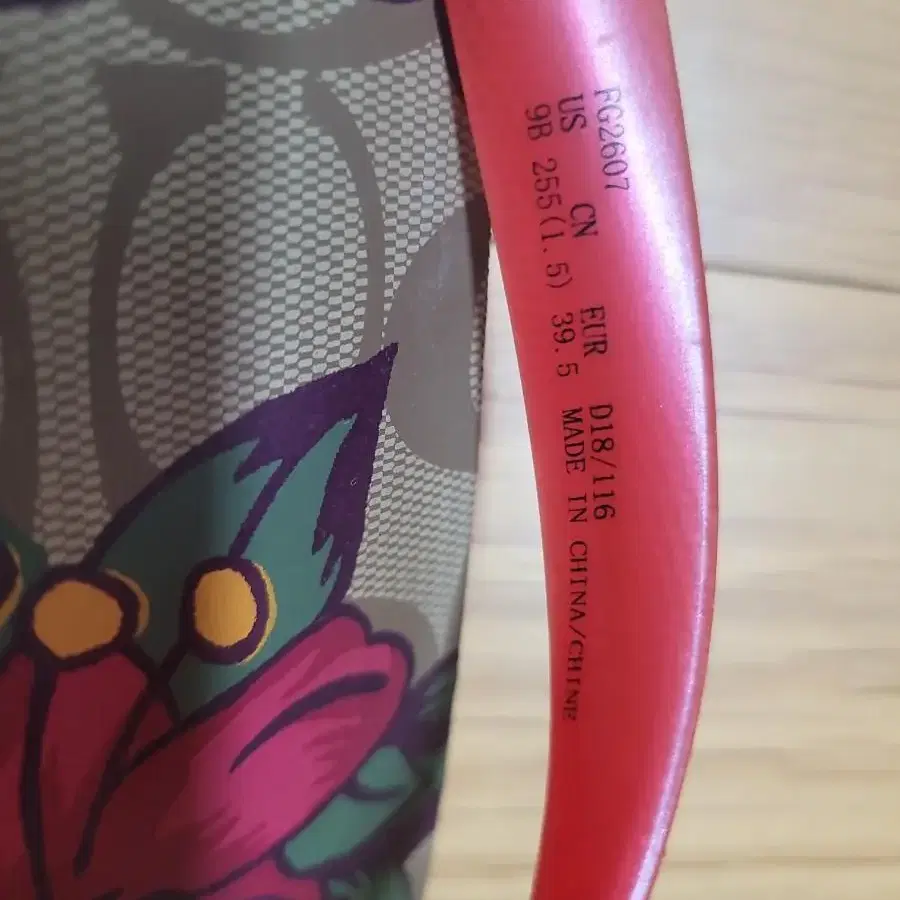 FG2607
US CN EUR D18/116
9B 255(1.5) 39.5 MADE IN CHINA/CHINE